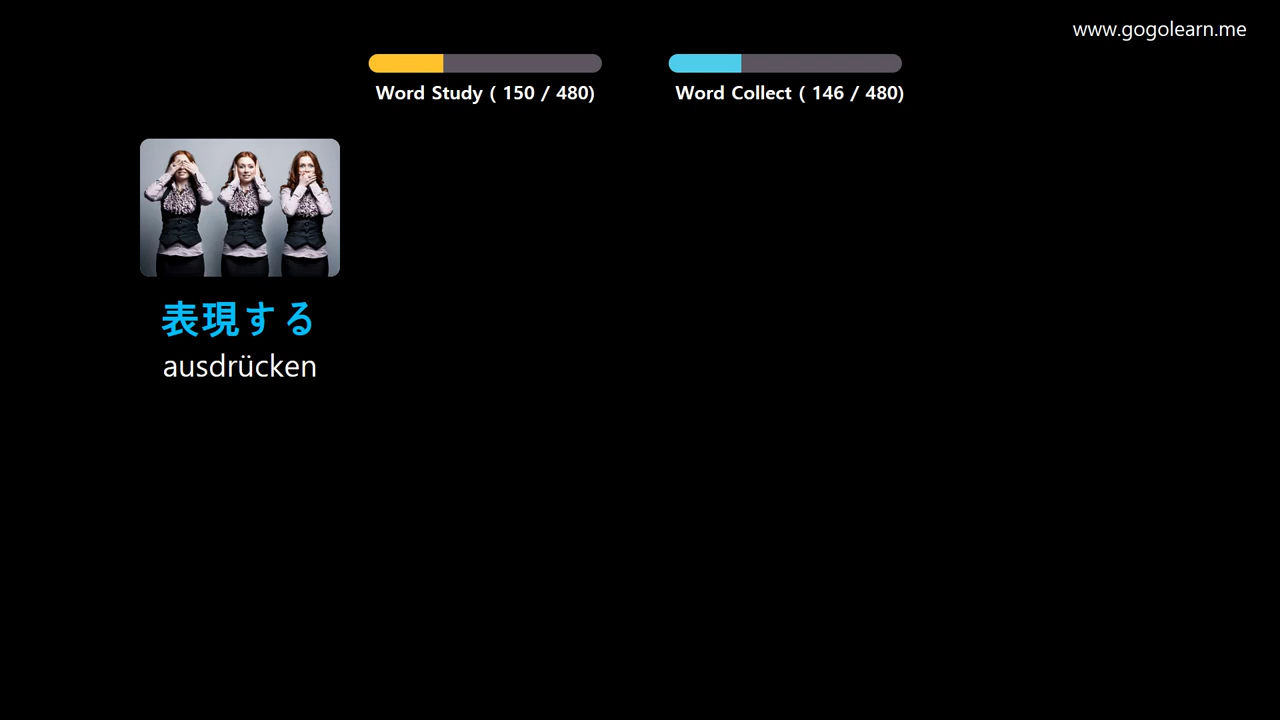 www.gogolearn.me
Word Study ( 150 / 480)
Word Collect ( 146 / 480)
表現する
ausdrücken